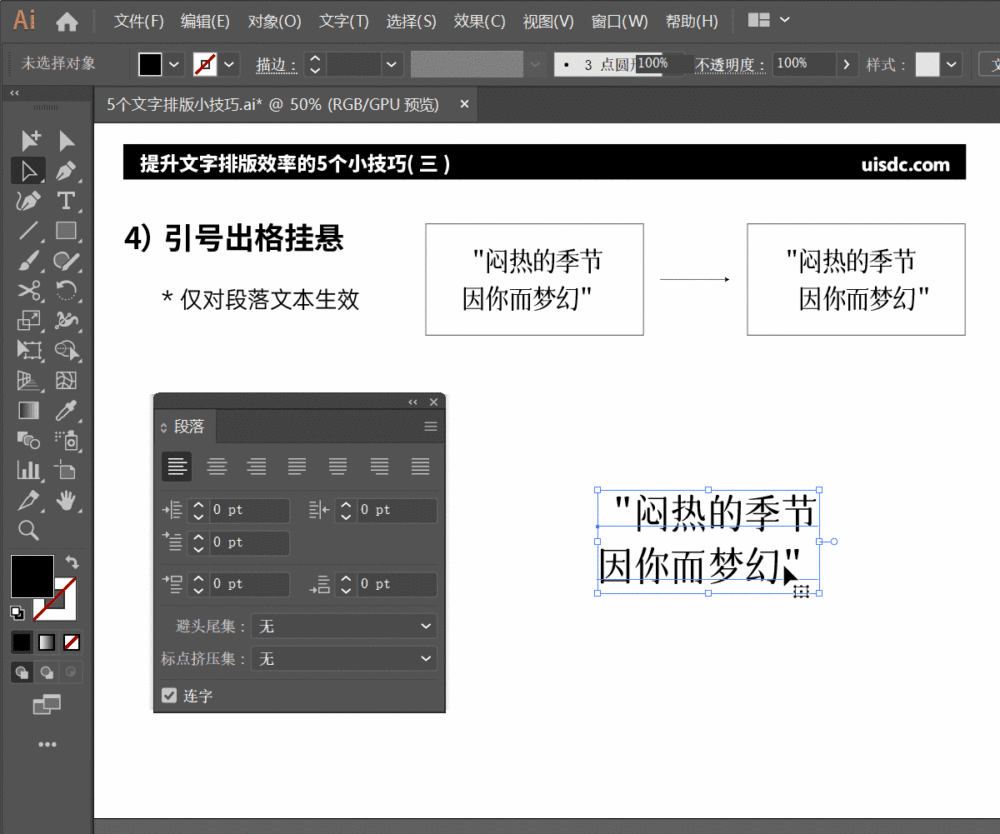 Ai 文件(F) 编辑(E) 对象(O) 文字(T) 选择(S) 效果(C) 视图(V) 窗口(W) 帮助(H)
未选择对象 描边： 3 点圆形 100% 不透明度： 100% 样式： 文
5个文字排版小技巧.ai* @ 50% (RGB/GPU 预览)
提升文字排版效率的5个小技巧( 三 ) uisdc.com
4) 引号出格挂悬
* 仅对段落文本生效
"闷热的季节
因你而梦幻"
"闷热的季节
因你而梦幻"
段落
0 pt 0 pt
0 pt
0 pt 0 pt
避头尾集： 无
标点挤压集： 无
连字
"闷热的季节
因你而梦幻"